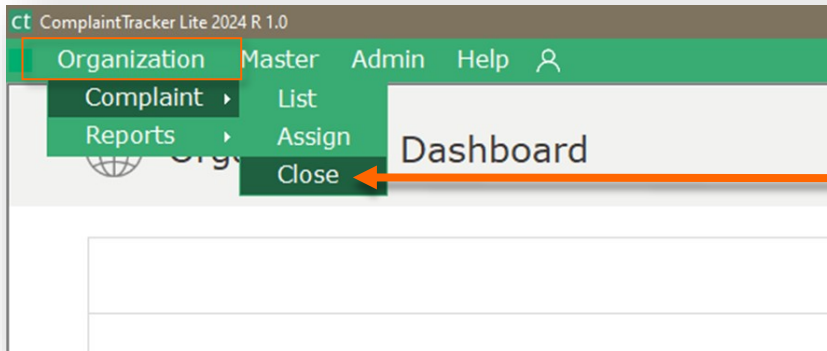 ct ComplaintTracker Lite 2024 R 1.0
Organization Master Admin Help
Complaint List
Reports Assign
Dashboard
Close